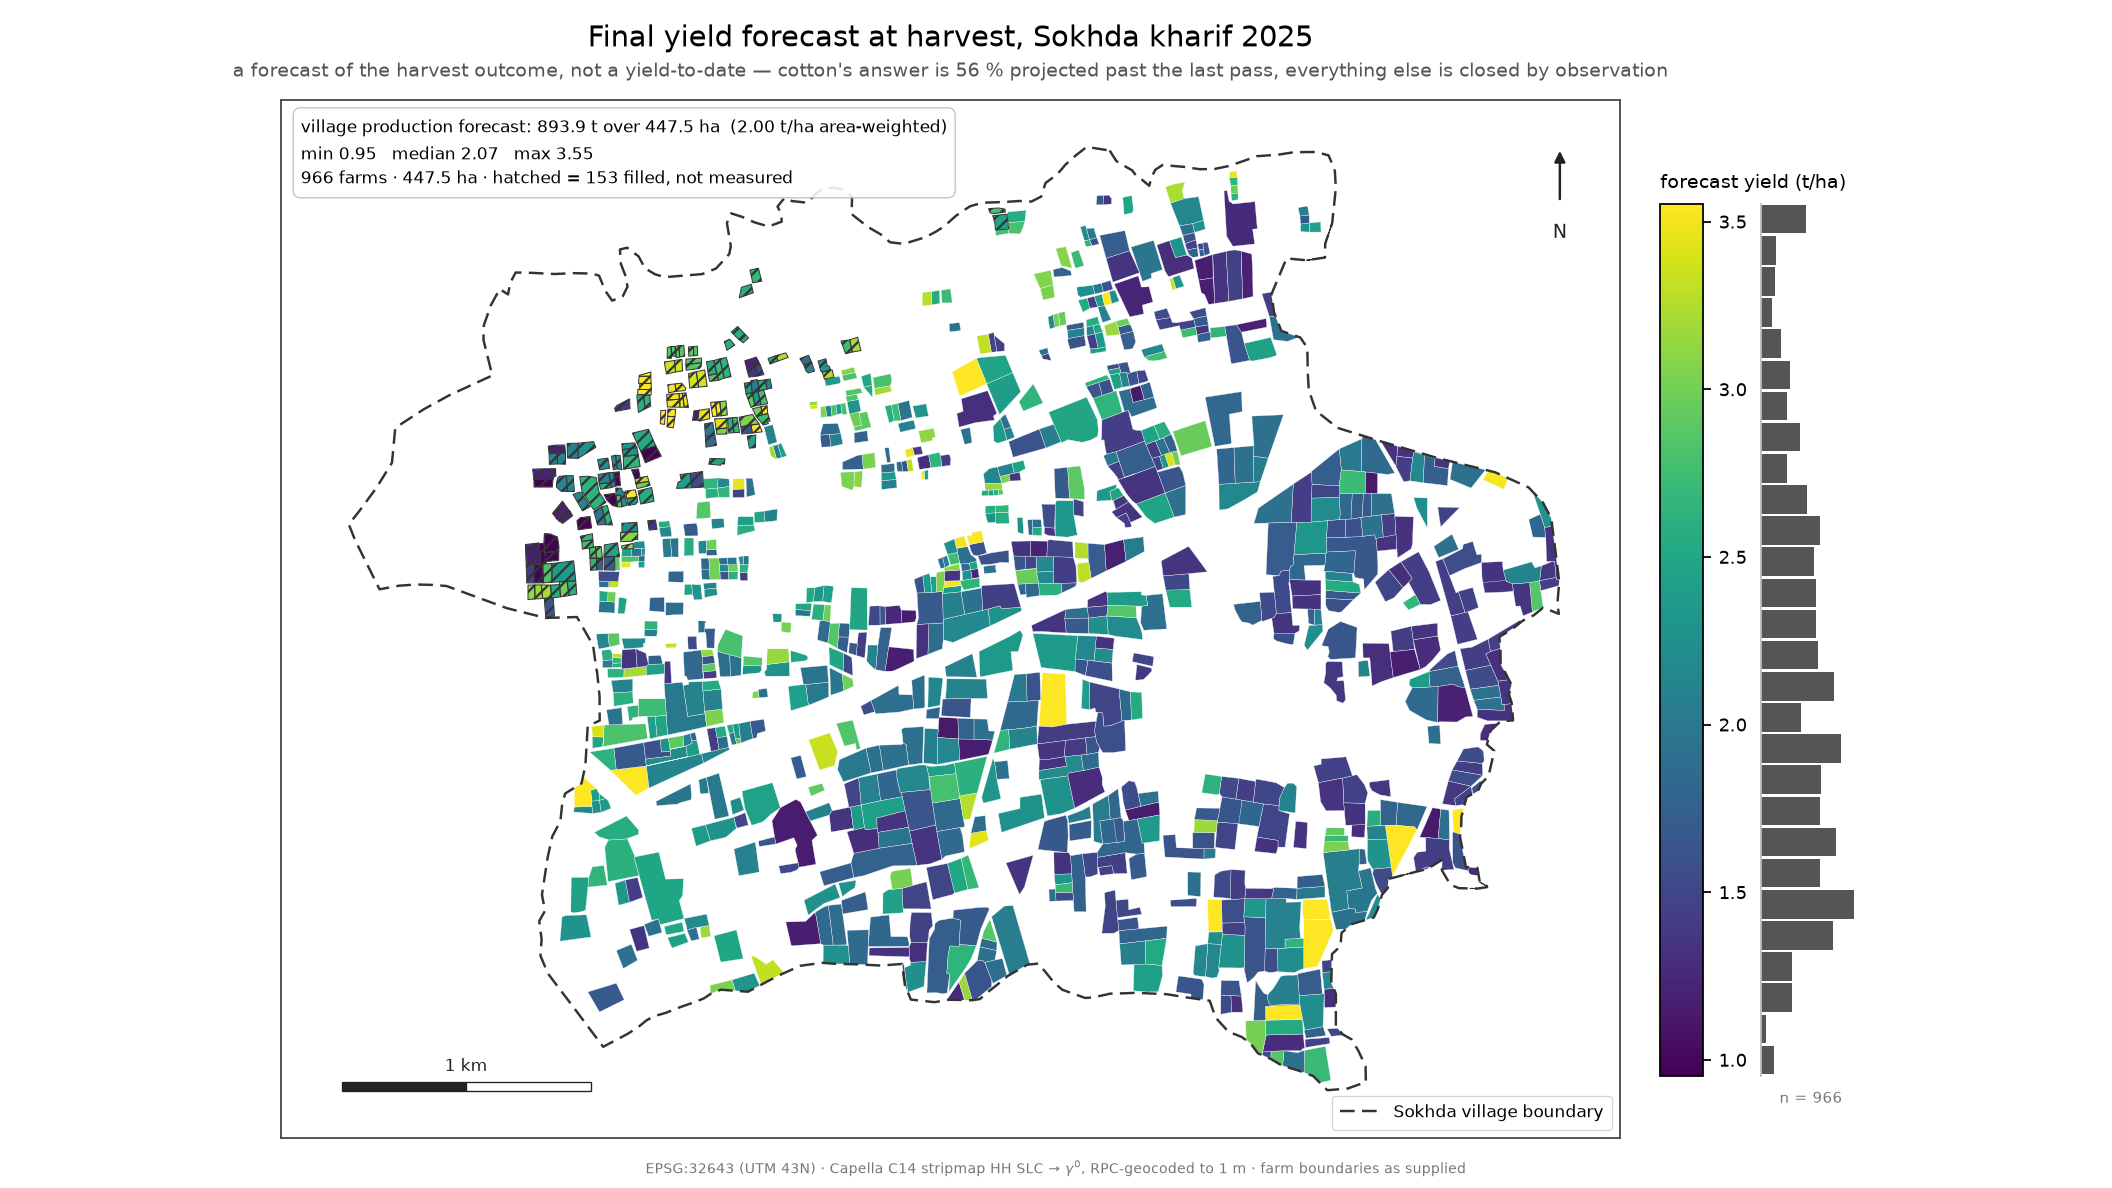 Final yield forecast at harvest, Sokhda kharif 2025
a forecast of the harvest outcome, not a yield-to-date — cotton's answer is 56 % projected past the last pass, everything else is closed by observation
village production forecast: 893.9 t over 447.5 ha (2.00 t/ha area-weighted)
min 0.95 median 2.07 max 3.55
966 farms · 447.5 ha · hatched = 153 filled, not measured
N
forecast yield (t/ha)
3.5
3.0
2.5
2.0
1.5
1.0
n = 966
1 km
Sokhda village boundary
EPSG:32643 (UTM 43N) · Capella C14 stripmap HH SLC → γ⁰, RPC-geocoded to 1 m · farm boundaries as supplied